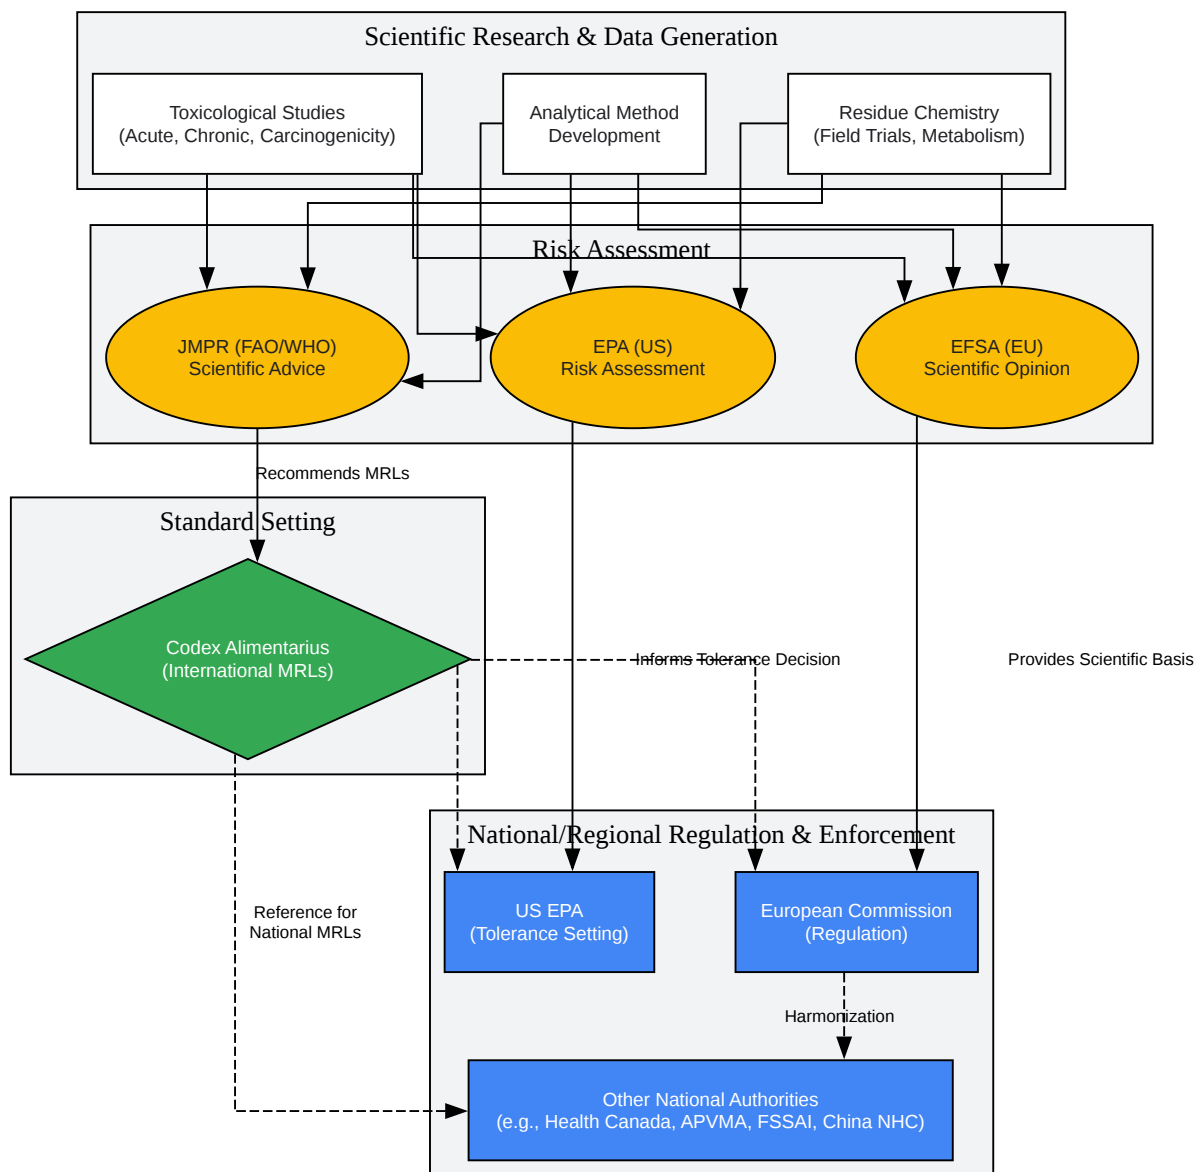 Scientific Research & Data Generation
Toxicological Studies
(Acute, Chronic, Carcinogenicity)
Analytical Method
Development
Residue Chemistry
(Field Trials, Metabolism)
Risk Assessment
JMPR (FAO/WHO)
Scientific Advice
EPA (US)
Risk Assessment
EFSA (EU)
Scientific Opinion
Recommends MRLs
Standard Setting
Codex Alimentarius
(International MRLs)
Informs Tolerance Decision
Provides Scientific Basis
National/Regional Regulation & Enforcement
US EPA
(Tolerance Setting)
European Commission
(Regulation)
Reference for
National MRLs
Harmonization
Other National Authorities
(e.g., Health Canada, APVMA, FSSAI, China NHC)